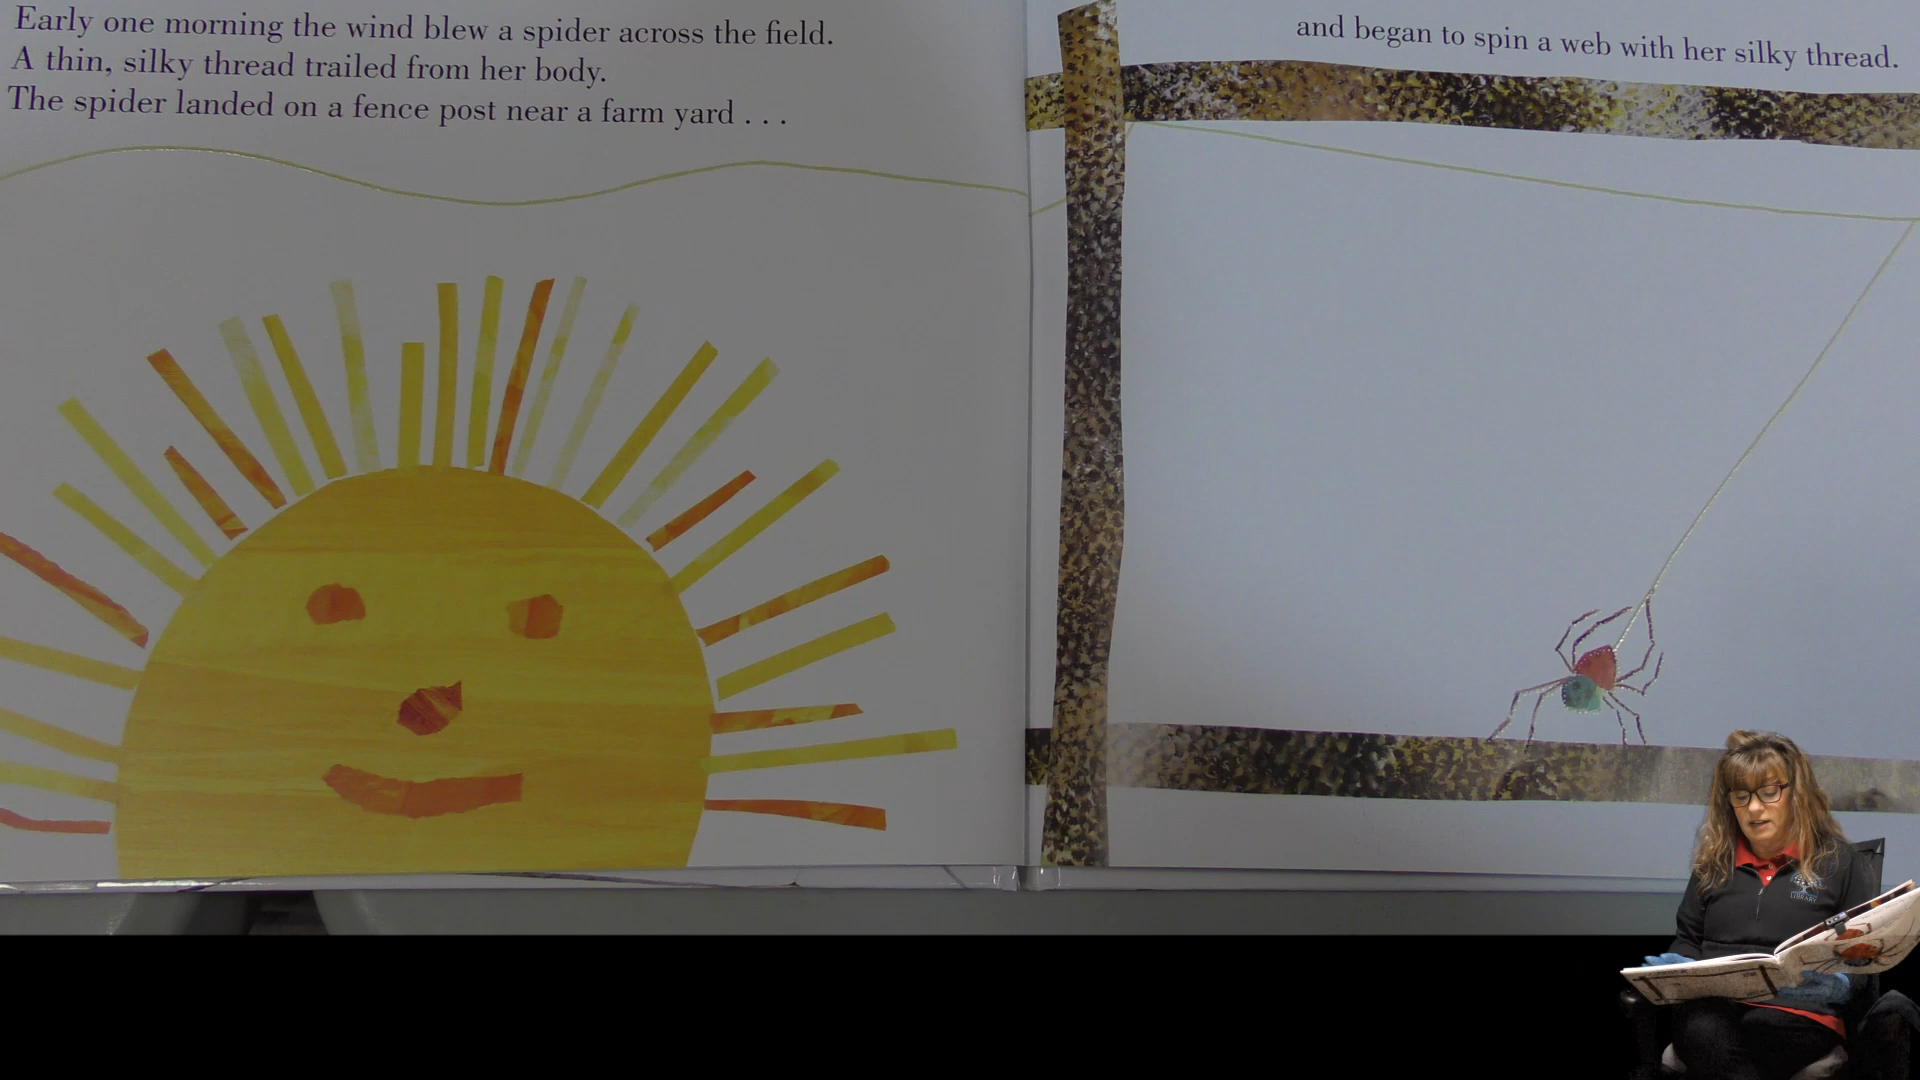 Early one morning the wind blew a spider across the field.
A thin, silky thread trailed from her body.
The spider landed on a fence post near a farm yard . . .
and began to spin a web with her silky thread.
LIBRARY